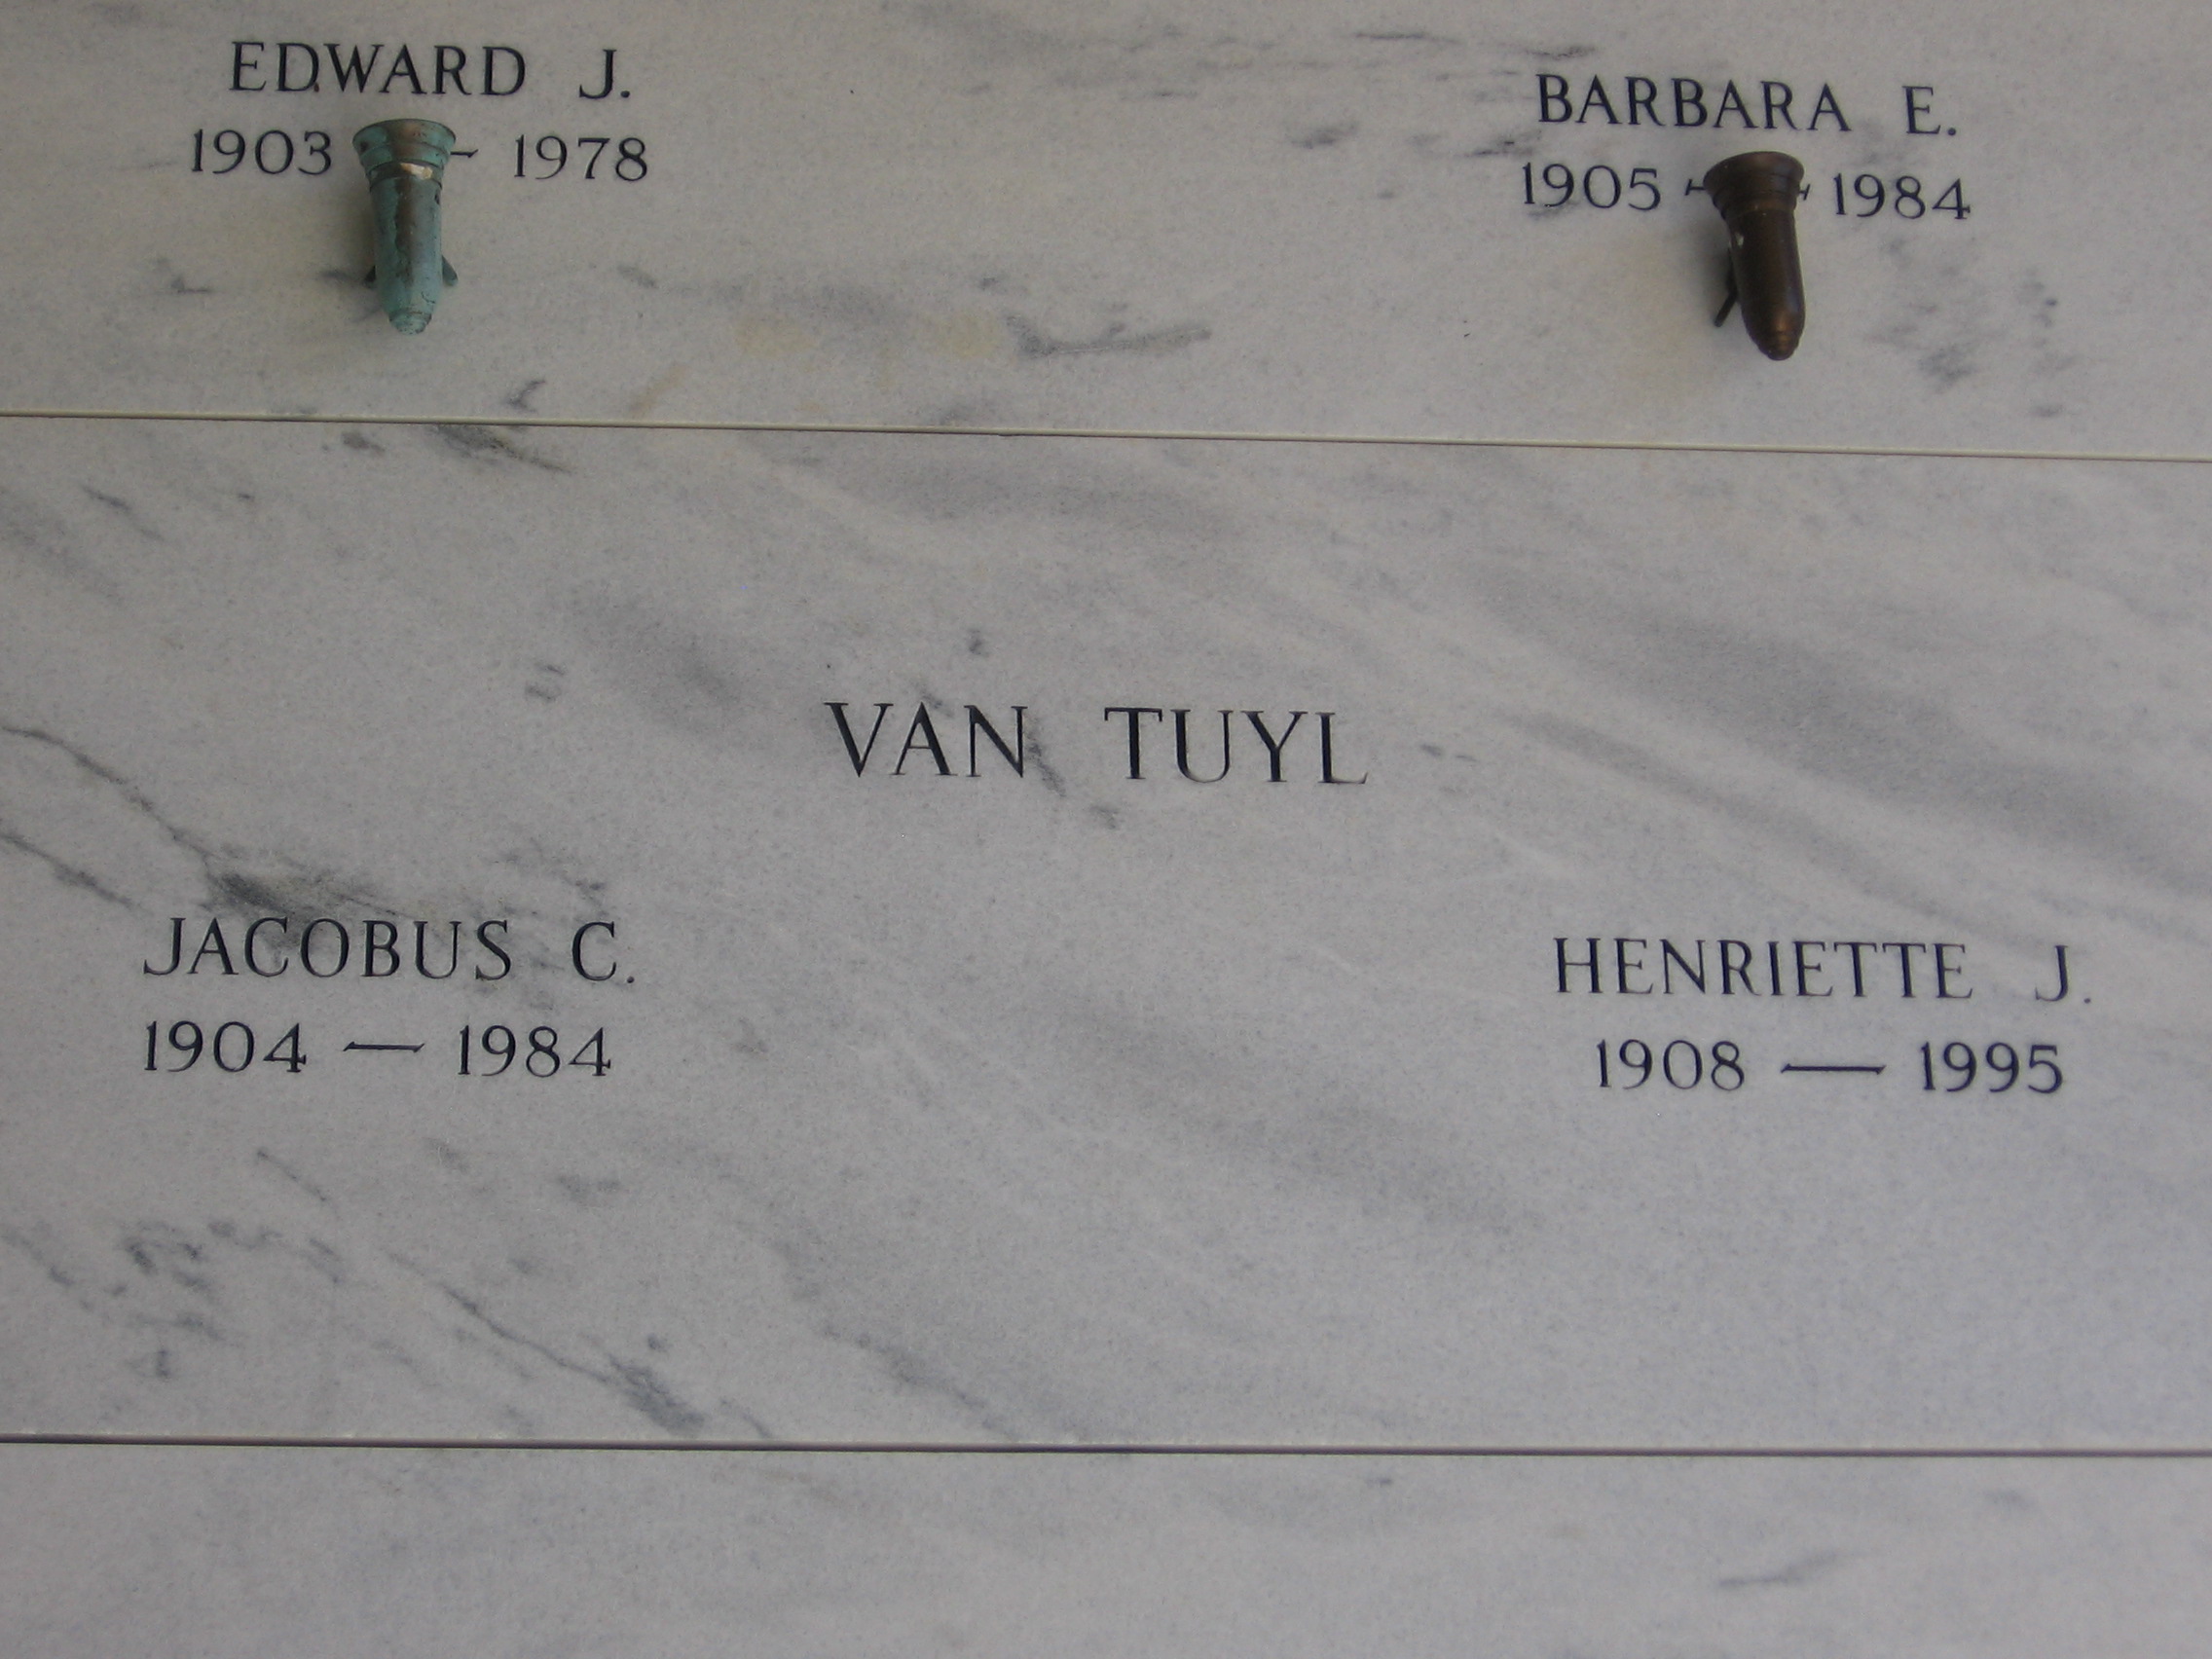 EDWARD J.
1903 — 1978
BARBARA E.
1905 — 1984
VAN TUYL
JACOBUS C.
1904 — 1984
HENRIETTE J.
1908 — 1995